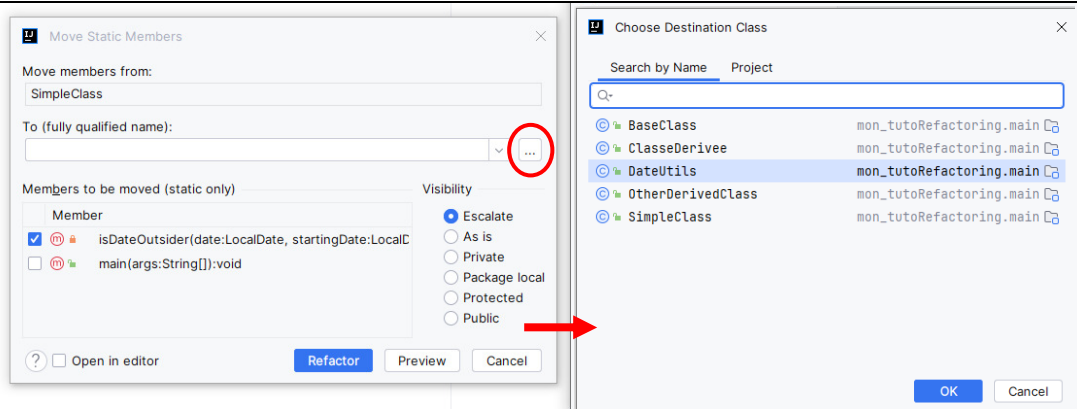 Move Static Members
Move members from:
SimpleClass
To (fully qualified name):
...
Members to be moved (static only)
Member
isDateOutsider(date:LocalDate, startingDate:LocalD
main(args:String[]):void
Visibility
Escalate
As is
Private
Package local
Protected
Public
? Open in editor
Refactor Preview Cancel
Choose Destination Class
Search by Name Project
BaseClass mon_tutoRefactoring.main
ClasseDerivee mon_tutoRefactoring.main
DateUtils mon_tutoRefactoring.main
OtherDerivedClass mon_tutoRefactoring.main
SimpleClass mon_tutoRefactoring.main
OK Cancel